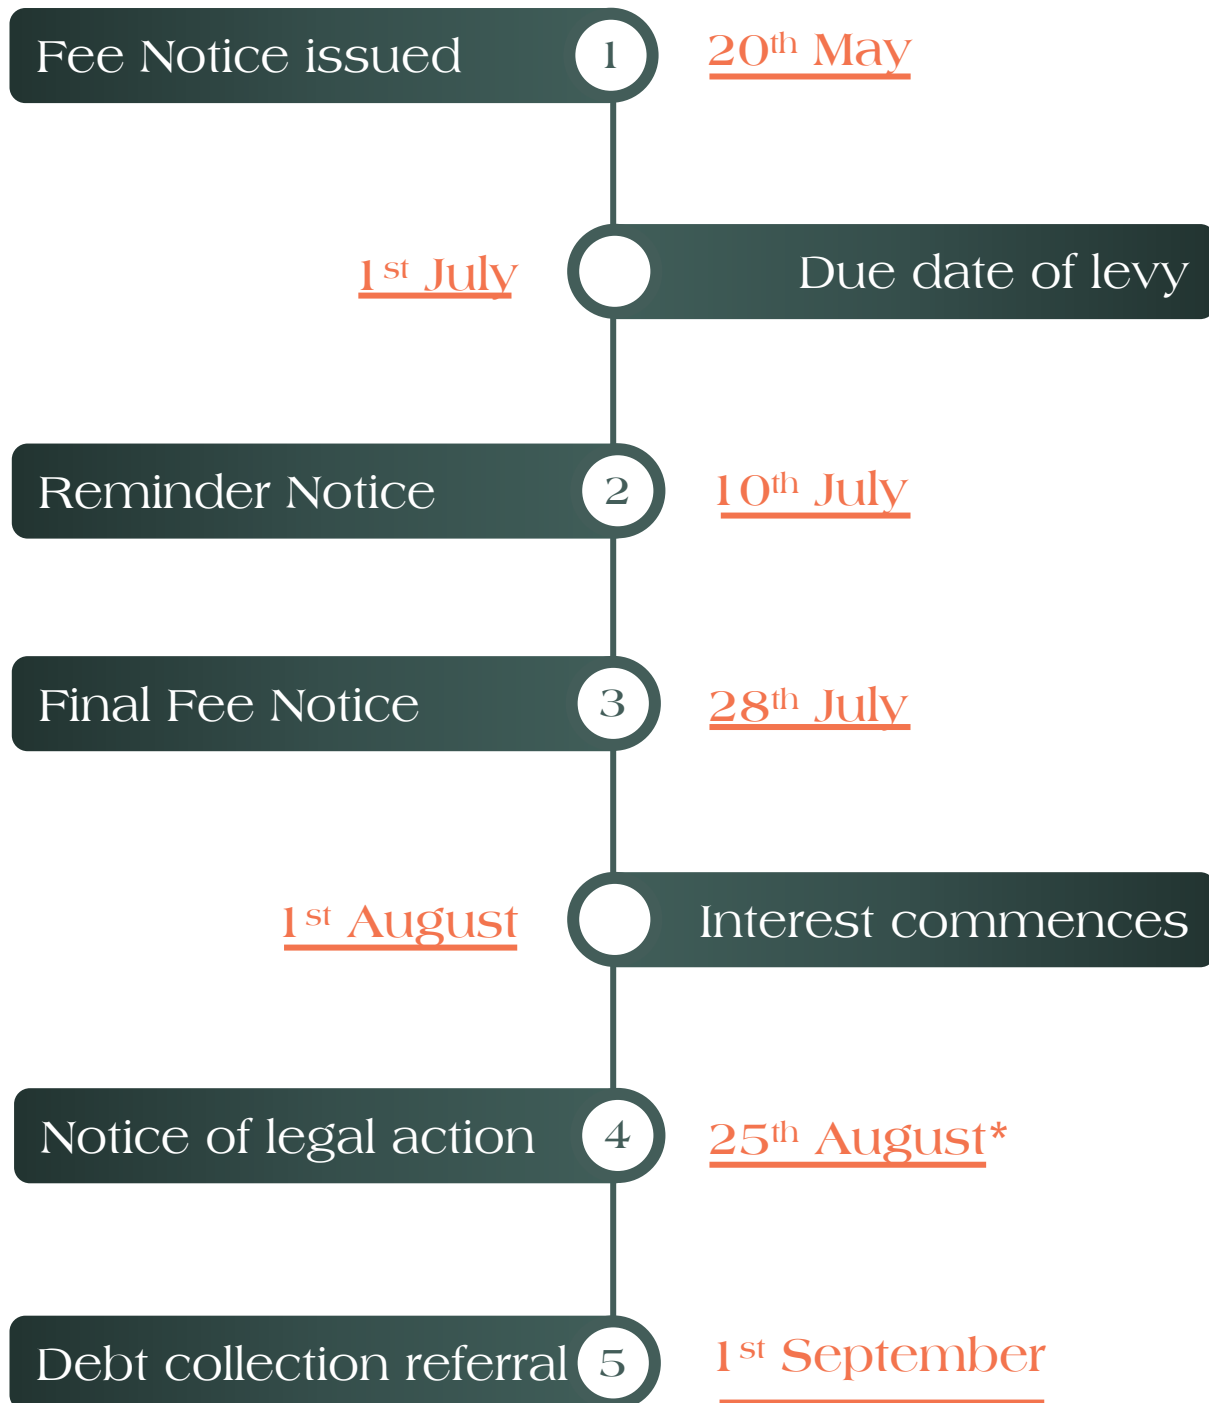 Fee Notice issued 1 20th May
1st July Due date of levy
Reminder Notice 2 10th July
Final Fee Notice 3 28th July
1st August Interest commences
Notice of legal action 4 25th August*
Debt collection referral 5 1st September